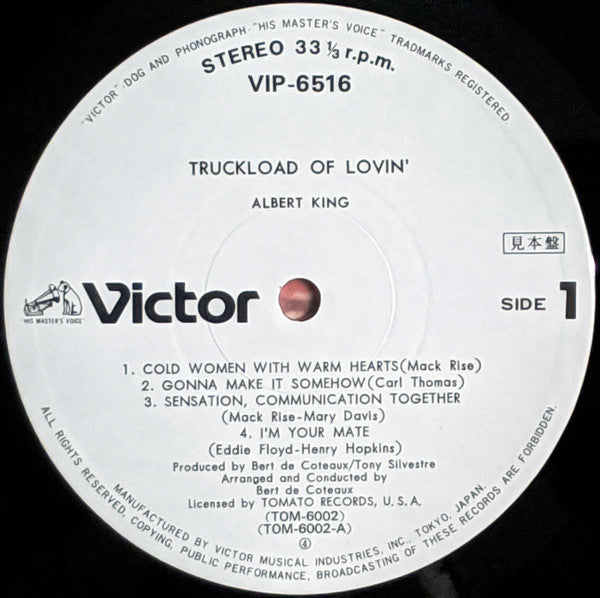 "VICTOR"-DOG AND PHONOGRAPH-"HIS MASTER'S VOICE" TRADMARKS REGISTERED.
STEREO 33 ⅓ r.p.m.
VIP-6516
TRUCKLOAD OF LOVIN'
ALBERT KING
見本盤
"HIS MASTER'S VOICE"
Victor
SIDE 1
1. COLD WOMEN WITH WARM HEARTS(Mack Rise)
2. GONNA MAKE IT SOMEHOW(Carl Thomas)
3. SENSATION, COMMUNICATION TOGETHER
(Mack Rise-Mary Davis)
4. I'M YOUR MATE
(Eddie Floyd-Henry Hopkins)
Produced by Bert de Coteaux/Tony Silvestre
Arranged and Conducted by
Bert de Coteaux
Licensed by TOMATO RECORDS, U.S.A.
(TOM-6002)
(TOM-6002-A)
④
MANUFACTURED BY VICTOR MUSICAL INDUSTRIES, INC., TOKYO, JAPAN.
ALL RIGHTS RESERVED, COPYING, PUBLIC PERFORMANCE, BROADCASTING OF THESE RECORDS ARE FORBIDDEN.